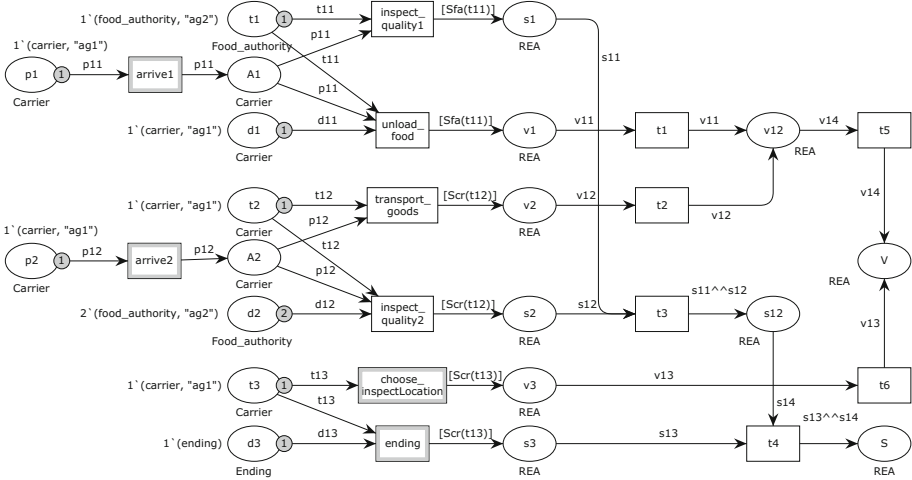 1`(food_authority, "ag2") t1 1 t11 inspect_ quality1 [Sfa(t11)] s1
Food_authority p11 REA
1`(carrier, "ag1") t11 s11
p1 1 p11 arrive1 p11 A1
Carrier Carrier p11
1`(carrier, "ag1") d1 1 d11 unload_ food [Sfa(t11)] v1 v11 t1 v11 v12 v14 t5
Carrier REA REA
v14
1`(carrier, "ag1") t2 1 t12 transport_ goods [Scr(t12)] v2 v12 t2 v12
Carrier p12 REA
1`(carrier, "ag1") t12
p2 1 p12 arrive2 p12 A2 V
Carrier Carrier p12 REA
2`(food_authority, "ag2") d2 2 d12 inspect_ quality2 [Scr(t12)] s2 s12 t3 s11^^s12 s12
Food_authority REA REA v13
1`(carrier, "ag1") t3 1 t13 choose_ inspectLocation [Scr(t13)] v3 v13 t6
Carrier t13 REA s14
1`(ending) d3 1 d13 ending [Scr(t13)] s3 s13 t4 s13^^s14 S
Ending REA REA